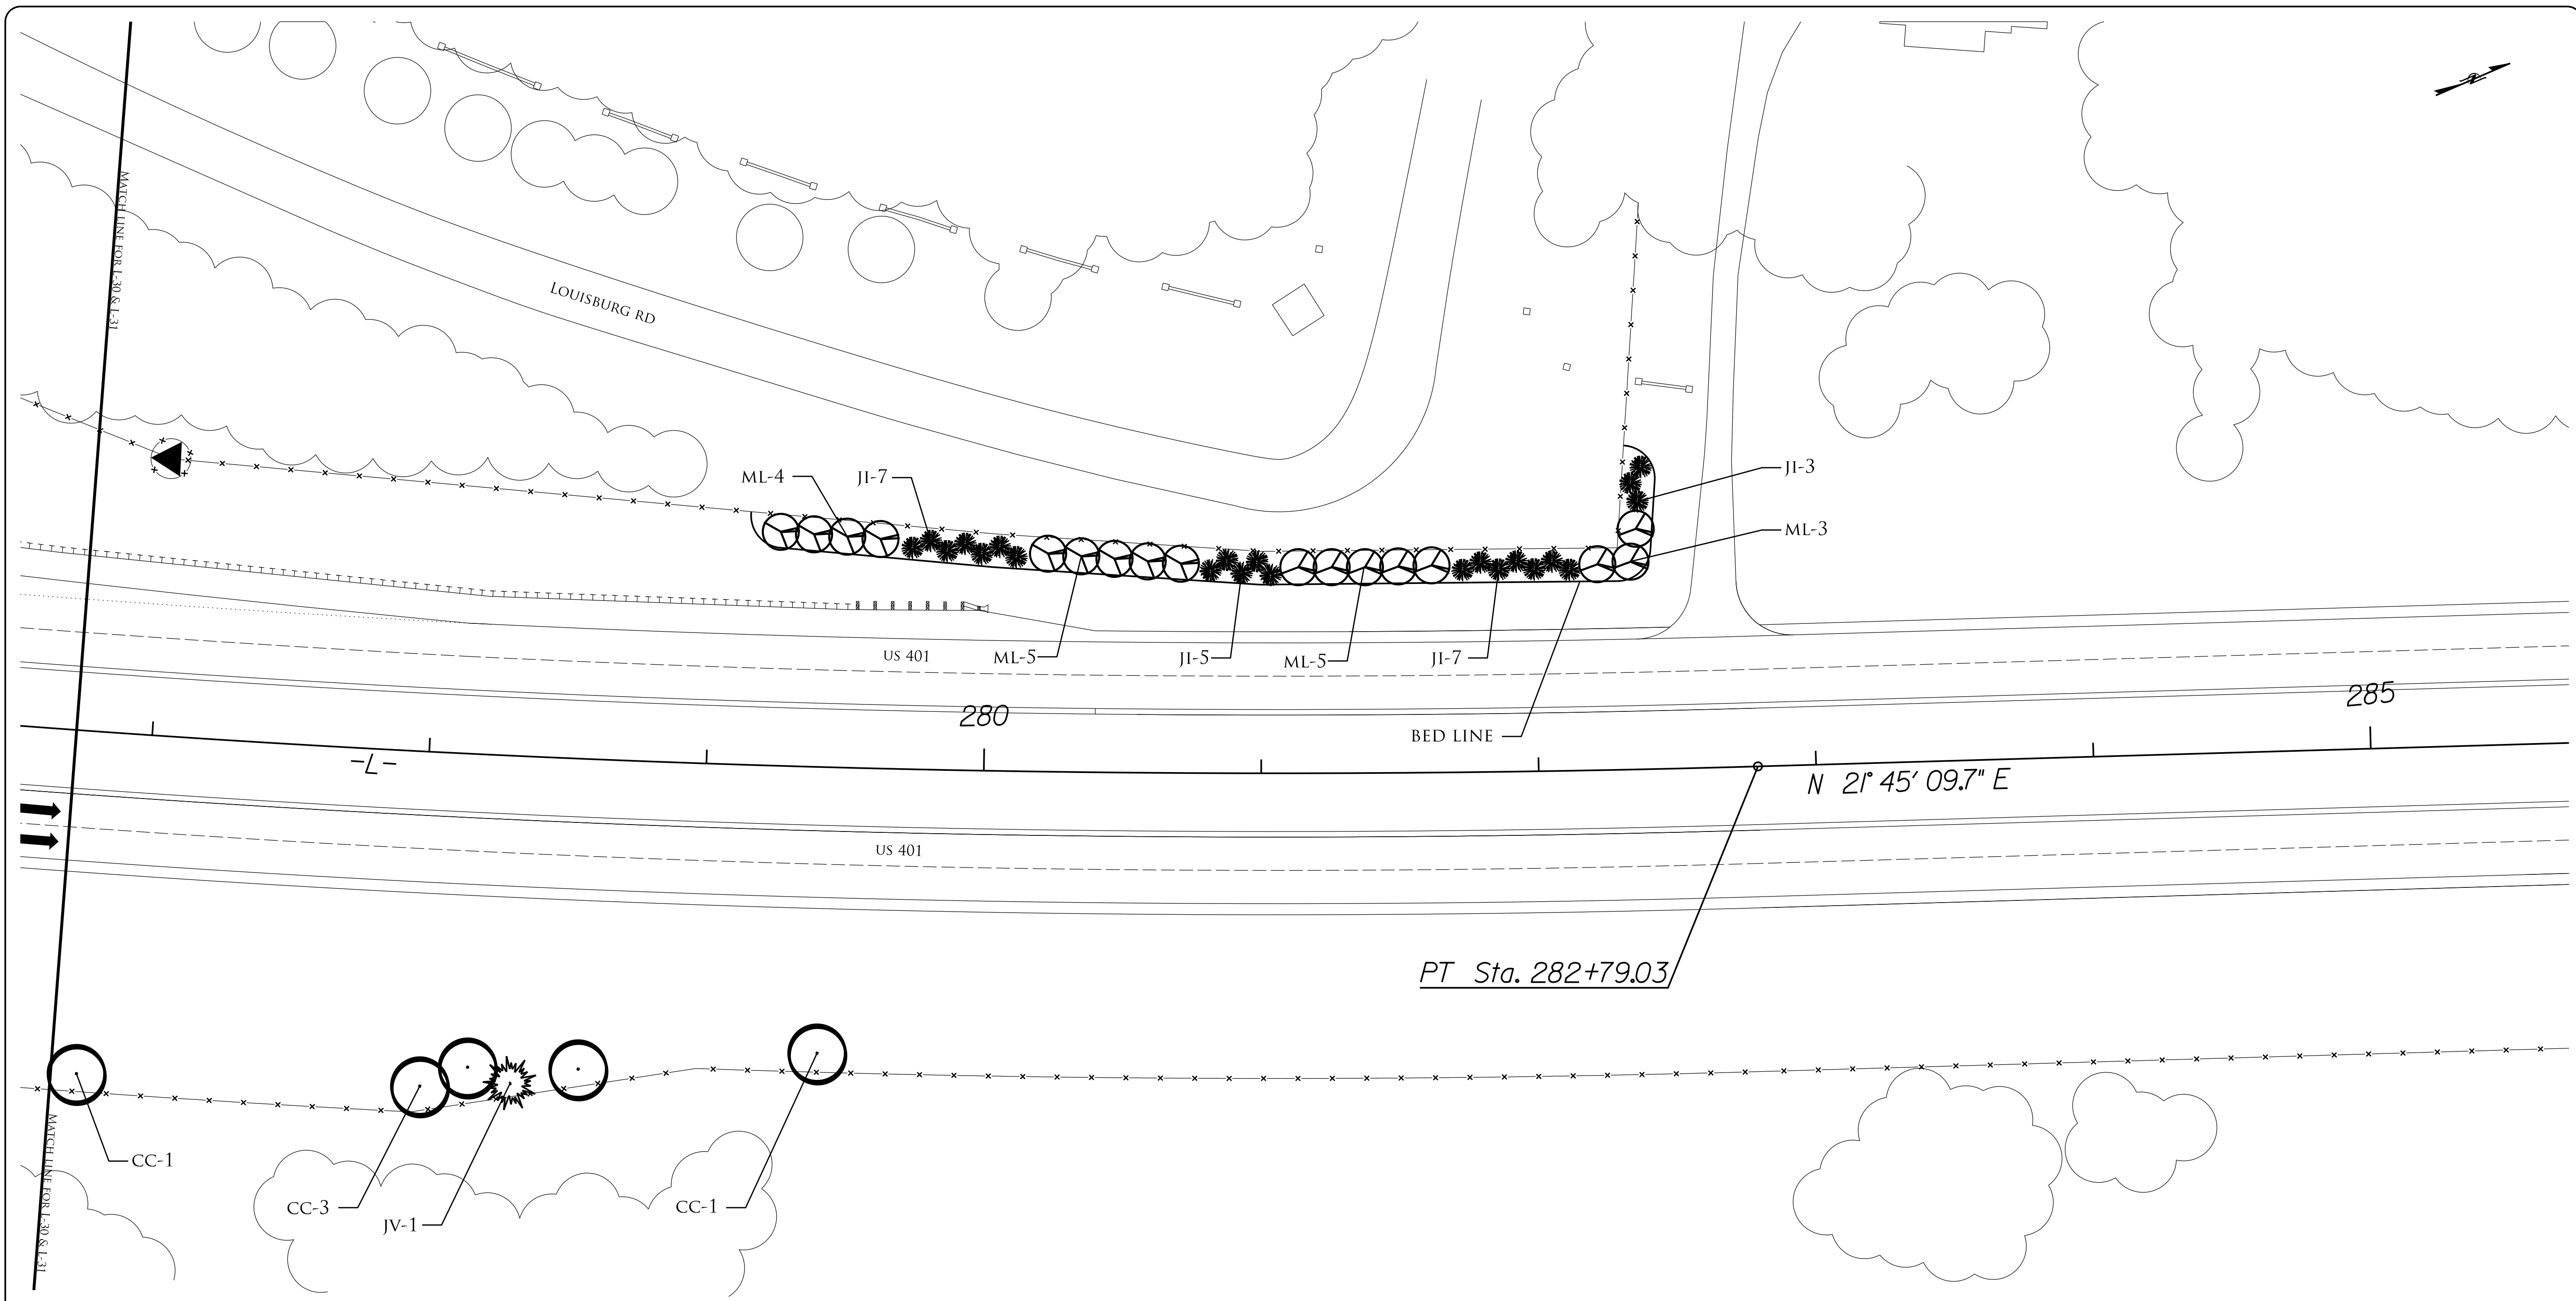 MATCH LINE FOR L-30 & L-31
LOUISBURG RD
ML-4
JI-7
JI-3
ML-3
US 401
ML-5
JI-5
ML-5
JI-7
280
285
BED LINE
-L-
N 21° 45' 09.7" E
US 401
PT Sta. 282+79.03
CC-1
MATCH LINE FOR L-30 & L-31
CC-3
JV-1
CC-1